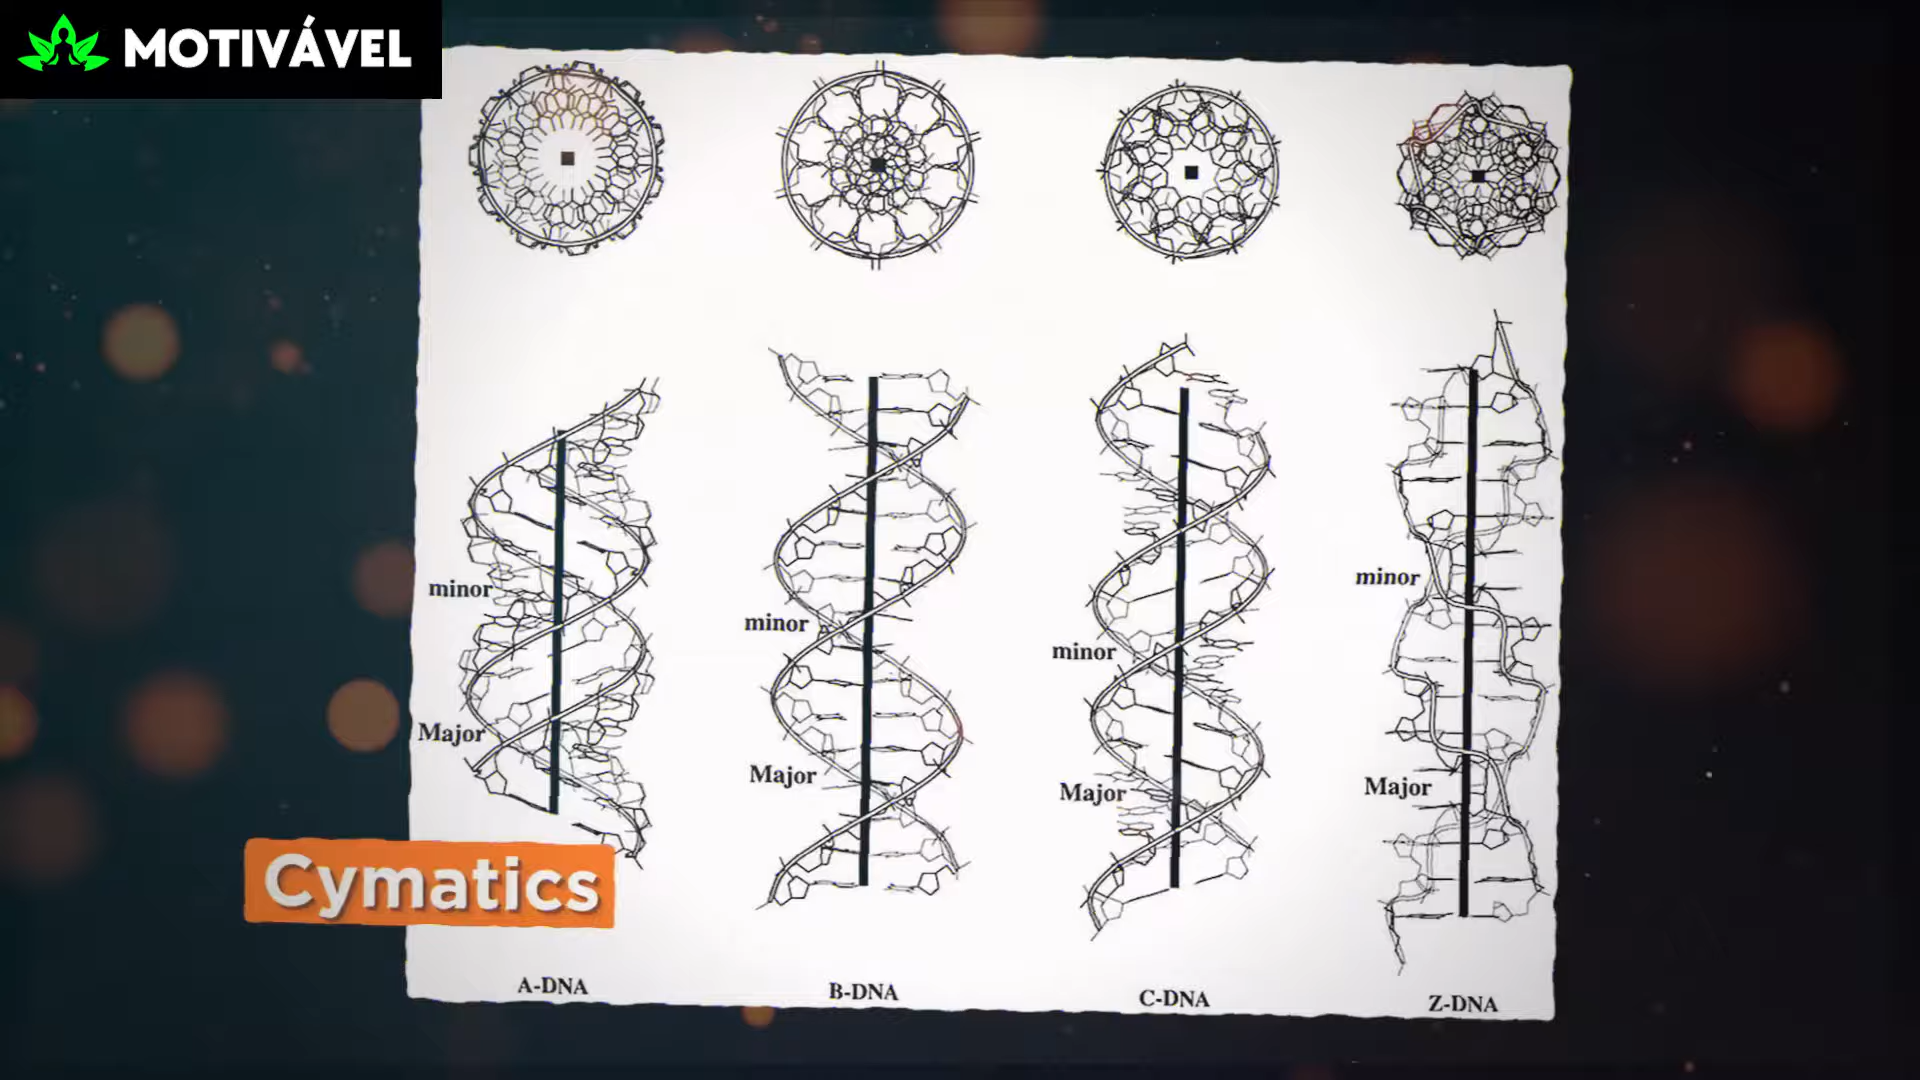 MOTIVÁVEL
minor
minor
minor
minor
Major
Major
Major
Major
Cymatics
A-DNA
B-DNA
C-DNA
Z-DNA